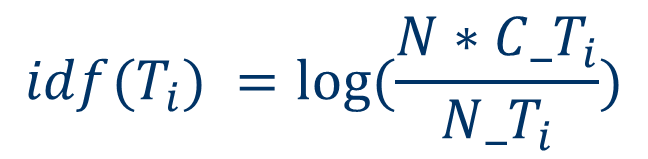 idf(T_i) = log((N * C_T_i)/(N_T_i))